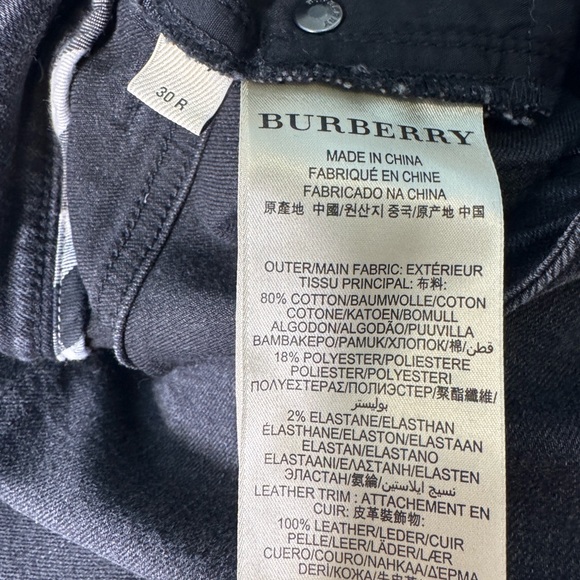 30 R
BURBERRY
MADE IN CHINA
FABRIQUÉ EN CHINE
FABRICADO NA CHINA
原產地 中國/원산지 중국/原产地 中国
OUTER/MAIN FABRIC: EXTÉRIEUR
TISSU PRINCIPAL: 布料:
80% COTTON/BAUMWOLLE/COTON
COTONE/KATOEN/BOMULL
ALGODON/ALGODÃO/PUUVILLA
BAMBAKEPO/PAMUK/ХЛОПОК/棉/قطن
18% POLYESTER/POLIESTERE
POLIESTER/POLYESTERI
ΠΟΛΥΕΣΤΕΡΑΣ/ПОЛИЭСТЕР/聚酯纖維/
بوليستر
2% ELASTANE/ELASTHAN
ÉLASTHANE/ELASTON/ELASTAAN
ELASTAN/ELASTANO
ELASTAANI/ΕΛΑΣΤΑΝΗ/ELASTEN
ЭЛАСТАН/氨綸/نسيج ايلاستين
LEATHER TRIM : ATTACHEMENT EN
CUIR: 皮革裝飾物:
100% LEATHER/LEDER/CUIR
PELLE/LEER/LÄDER/LÆR
CUERO/COURO/NAHKAA/ΔΕΡΜΑ
DERİ/КОЖА/